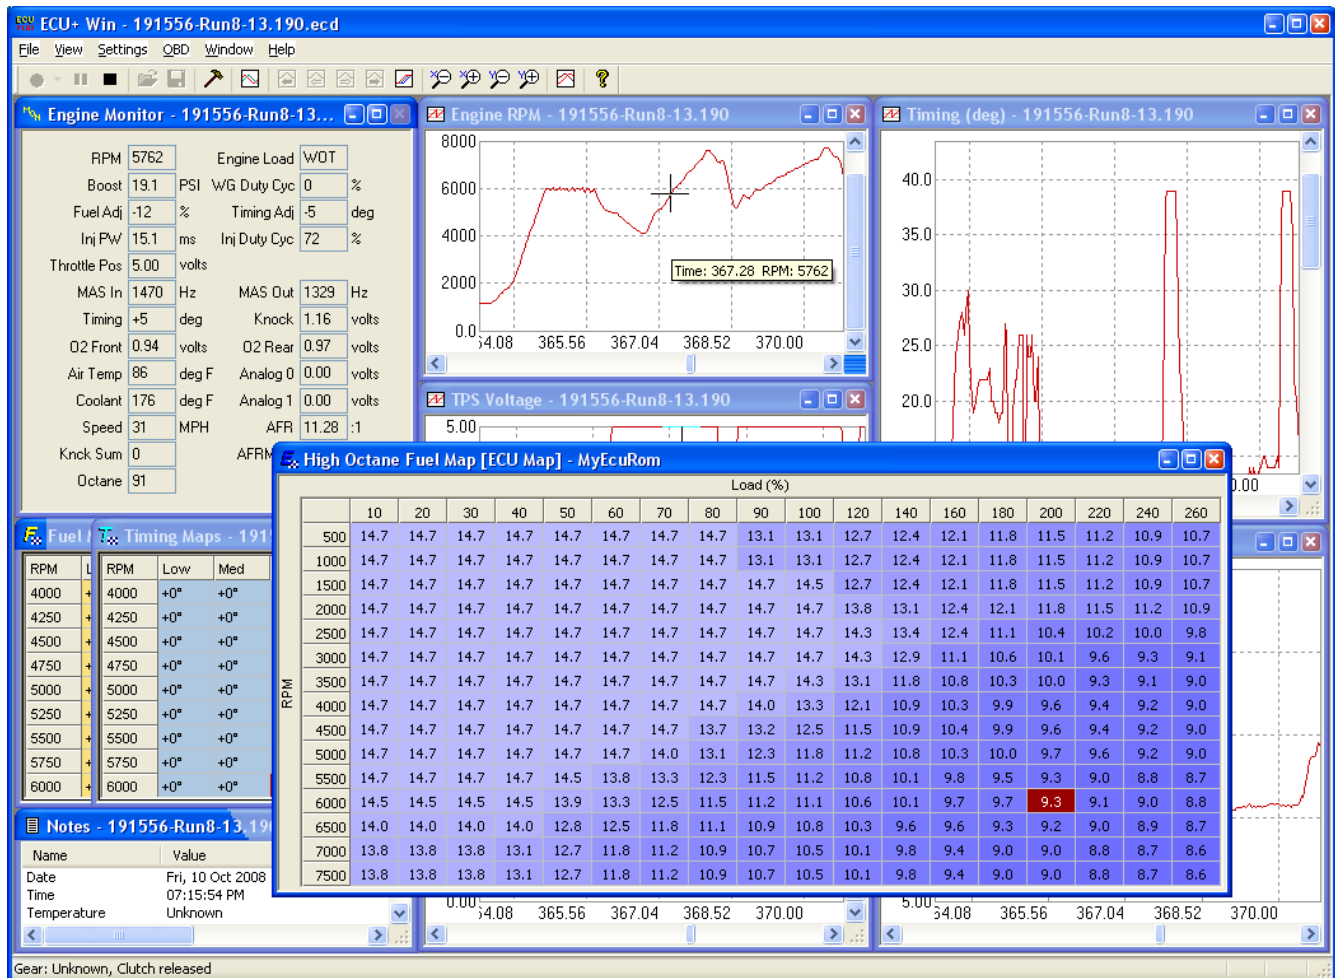 ECU+ Win - 191556-Run8-13.190.ecd
File View Settings OBD Window Help
Engine Monitor - 191556-Run8-13...
RPM 5762 Engine Load WOT
Boost 19.1 PSI WG Duty Cyc 0 %
Fuel Adj -12 % Timing Adj -5 deg
Inj PW 15.1 ms Inj Duty Cyc 72 %
Throttle Pos 5.00 volts
MAS In 1470 Hz MAS Out 1329 Hz
Timing +5 deg Knock 1.16 volts
O2 Front 0.94 volts O2 Rear 0.97 volts
Air Temp 86 deg F Analog 0 0.00 volts
Coolant 176 deg F Analog 1 0.00 volts
Speed 31 MPH AFR 11.28 :1
Knck Sum 0 AFRM
Octane 91
Engine RPM - 191556-Run8-13.190
8000
6000
4000
2000
0.0
Time: 367.28 RPM: 5762
54.08 365.56 367.04 368.52 370.00
Timing (deg) - 191556-Run8-13.190
40.0
35.0
30.0
25.0
20.0
0.00
TPS Voltage - 191556-Run8-13.190
5.00
High Octane Fuel Map [ECU Map] - MyEcuRom
Load (%)
10 20 30 40 50 60 70 80 90 100 120 140 160 180 200 220 240 260
RPM
500 14.7 14.7 14.7 14.7 14.7 14.7 14.7 14.7 13.1 13.1 12.7 12.4 12.1 11.8 11.5 11.2 10.9 10.7
1000 14.7 14.7 14.7 14.7 14.7 14.7 14.7 14.7 13.1 13.1 12.7 12.4 12.1 11.8 11.5 11.2 10.9 10.7
1500 14.7 14.7 14.7 14.7 14.7 14.7 14.7 14.7 14.7 14.5 12.7 12.4 12.1 11.8 11.5 11.2 10.9 10.7
2000 14.7 14.7 14.7 14.7 14.7 14.7 14.7 14.7 14.7 14.7 13.8 13.1 12.4 12.1 11.8 11.5 11.2 10.9
2500 14.7 14.7 14.7 14.7 14.7 14.7 14.7 14.7 14.7 14.7 14.3 13.4 12.4 11.1 10.4 10.2 10.0 9.8
3000 14.7 14.7 14.7 14.7 14.7 14.7 14.7 14.7 14.7 14.7 14.3 12.9 11.1 10.6 10.1 9.6 9.3 9.1
3500 14.7 14.7 14.7 14.7 14.7 14.7 14.7 14.7 14.7 14.3 13.1 11.8 10.8 10.3 10.0 9.3 9.1 9.0
4000 14.7 14.7 14.7 14.7 14.7 14.7 14.7 14.7 14.0 13.3 12.1 10.9 10.3 9.9 9.6 9.4 9.2 9.0
4500 14.7 14.7 14.7 14.7 14.7 14.7 14.7 13.7 13.2 12.5 11.5 10.9 10.4 9.9 9.6 9.4 9.2 9.0
5000 14.7 14.7 14.7 14.7 14.7 14.7 14.0 13.1 12.3 11.8 11.2 10.8 10.3 10.0 9.7 9.6 9.2 9.0
5500 14.7 14.7 14.7 14.7 14.5 13.8 13.3 12.3 11.5 11.2 10.8 10.1 9.8 9.5 9.3 9.0 8.8 8.7
6000 14.5 14.5 14.5 14.5 13.9 13.3 12.5 11.5 11.2 11.1 10.6 10.1 9.7 9.7 9.3 9.1 9.0 8.8
6500 14.0 14.0 14.0 14.0 12.8 12.5 11.8 11.1 10.9 10.8 10.3 9.6 9.6 9.3 9.2 9.0 8.9 8.7
7000 13.8 13.8 13.8 13.1 12.7 11.8 11.2 10.9 10.7 10.5 10.1 9.8 9.4 9.0 9.0 8.8 8.7 8.6
7500 13.8 13.8 13.8 13.1 12.7 11.8 11.2 10.9 10.7 10.5 10.1 9.8 9.4 9.0 9.0 8.8 8.7 8.6
Fuel
Timing Maps - 191
RPM L RPM Low Med
4000 + 4000 +0° +0°
4250 + 4250 +0° +0°
4500 + 4500 +0° +0°
4750 + 4750 +0° +0°
5000 + 5000 +0° +0°
5250 + 5250 +0° +0°
5500 + 5500 +0° +0°
5750 + 5750 +0° +0°
6000 + 6000 +0° +0°
Notes - 191556-Run8-13.19
Name Value
Date Fri, 10 Oct 2008
Time 07:15:54 PM
Temperature Unknown
0.00
54.08 365.56 367.04 368.52 370.00
5.00
54.08 365.56 367.04 368.52 370.00
Gear: Unknown, Clutch released